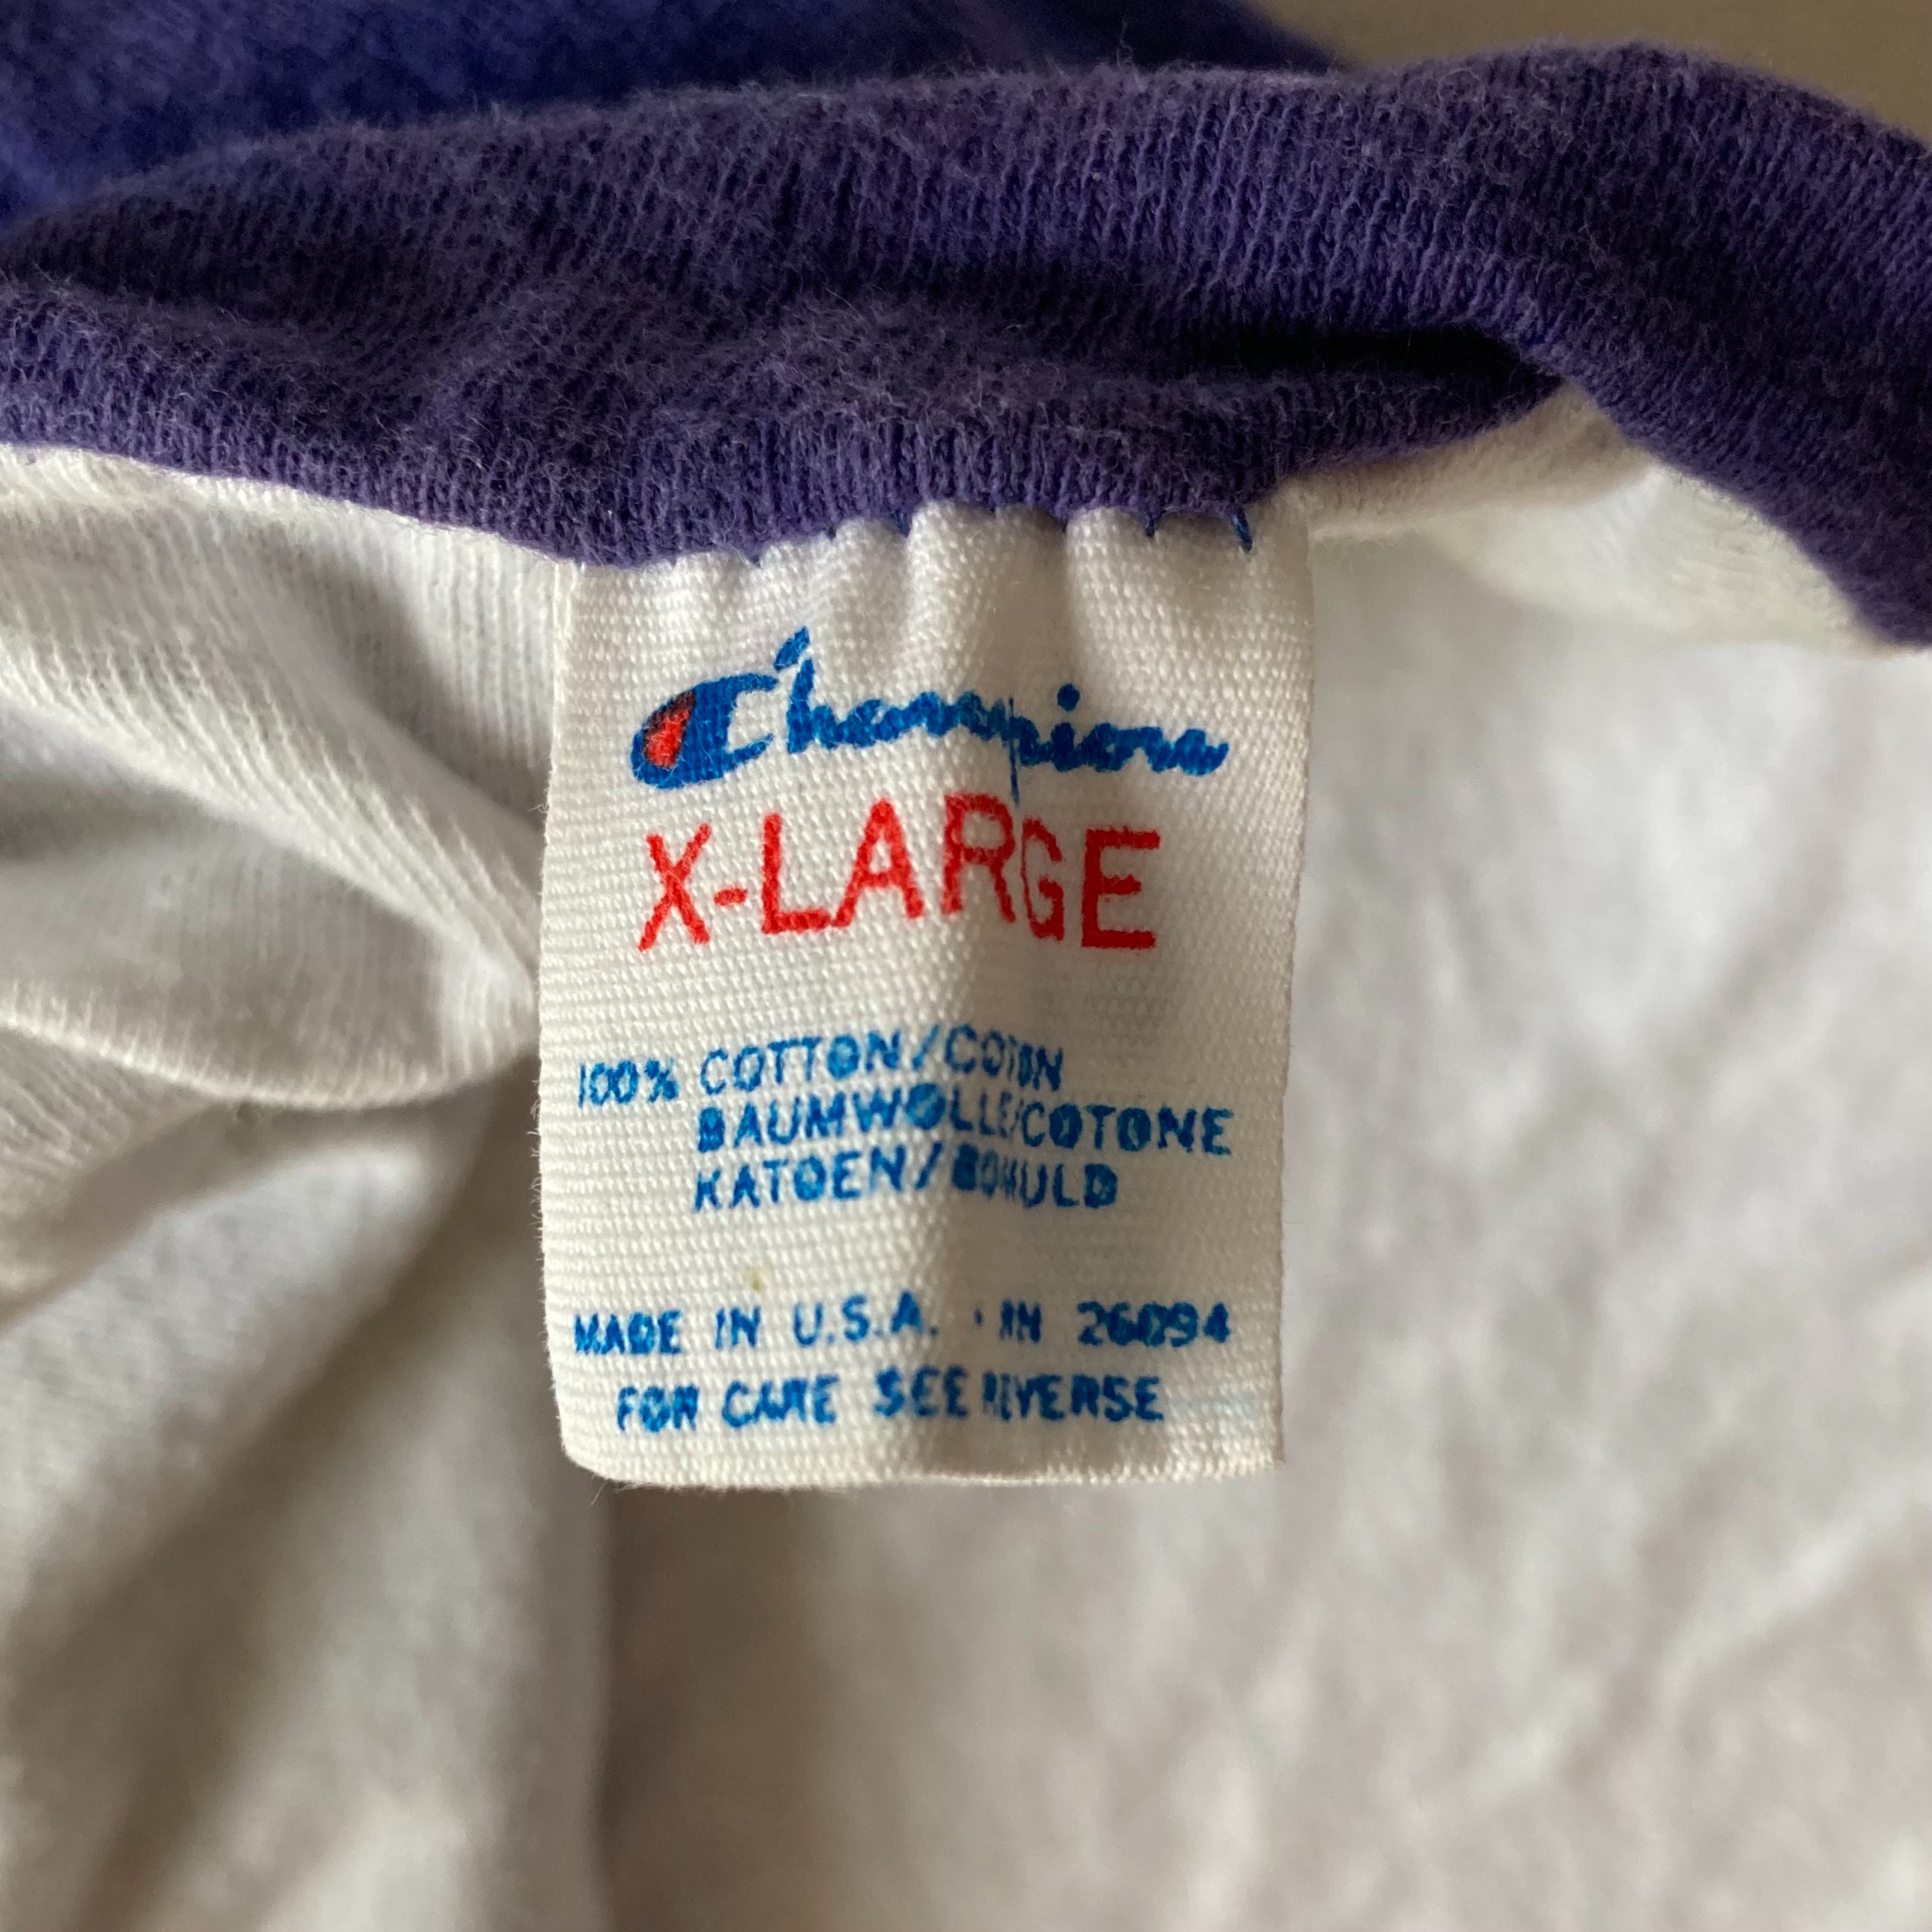 Champion
X-LARGE
100% COTTON/COTON
BAUMWOLLE/COTONE
KATOEN/BOMULD
MADE IN U.S.A. · RN 26094
FOR CARE SEE REVERSE